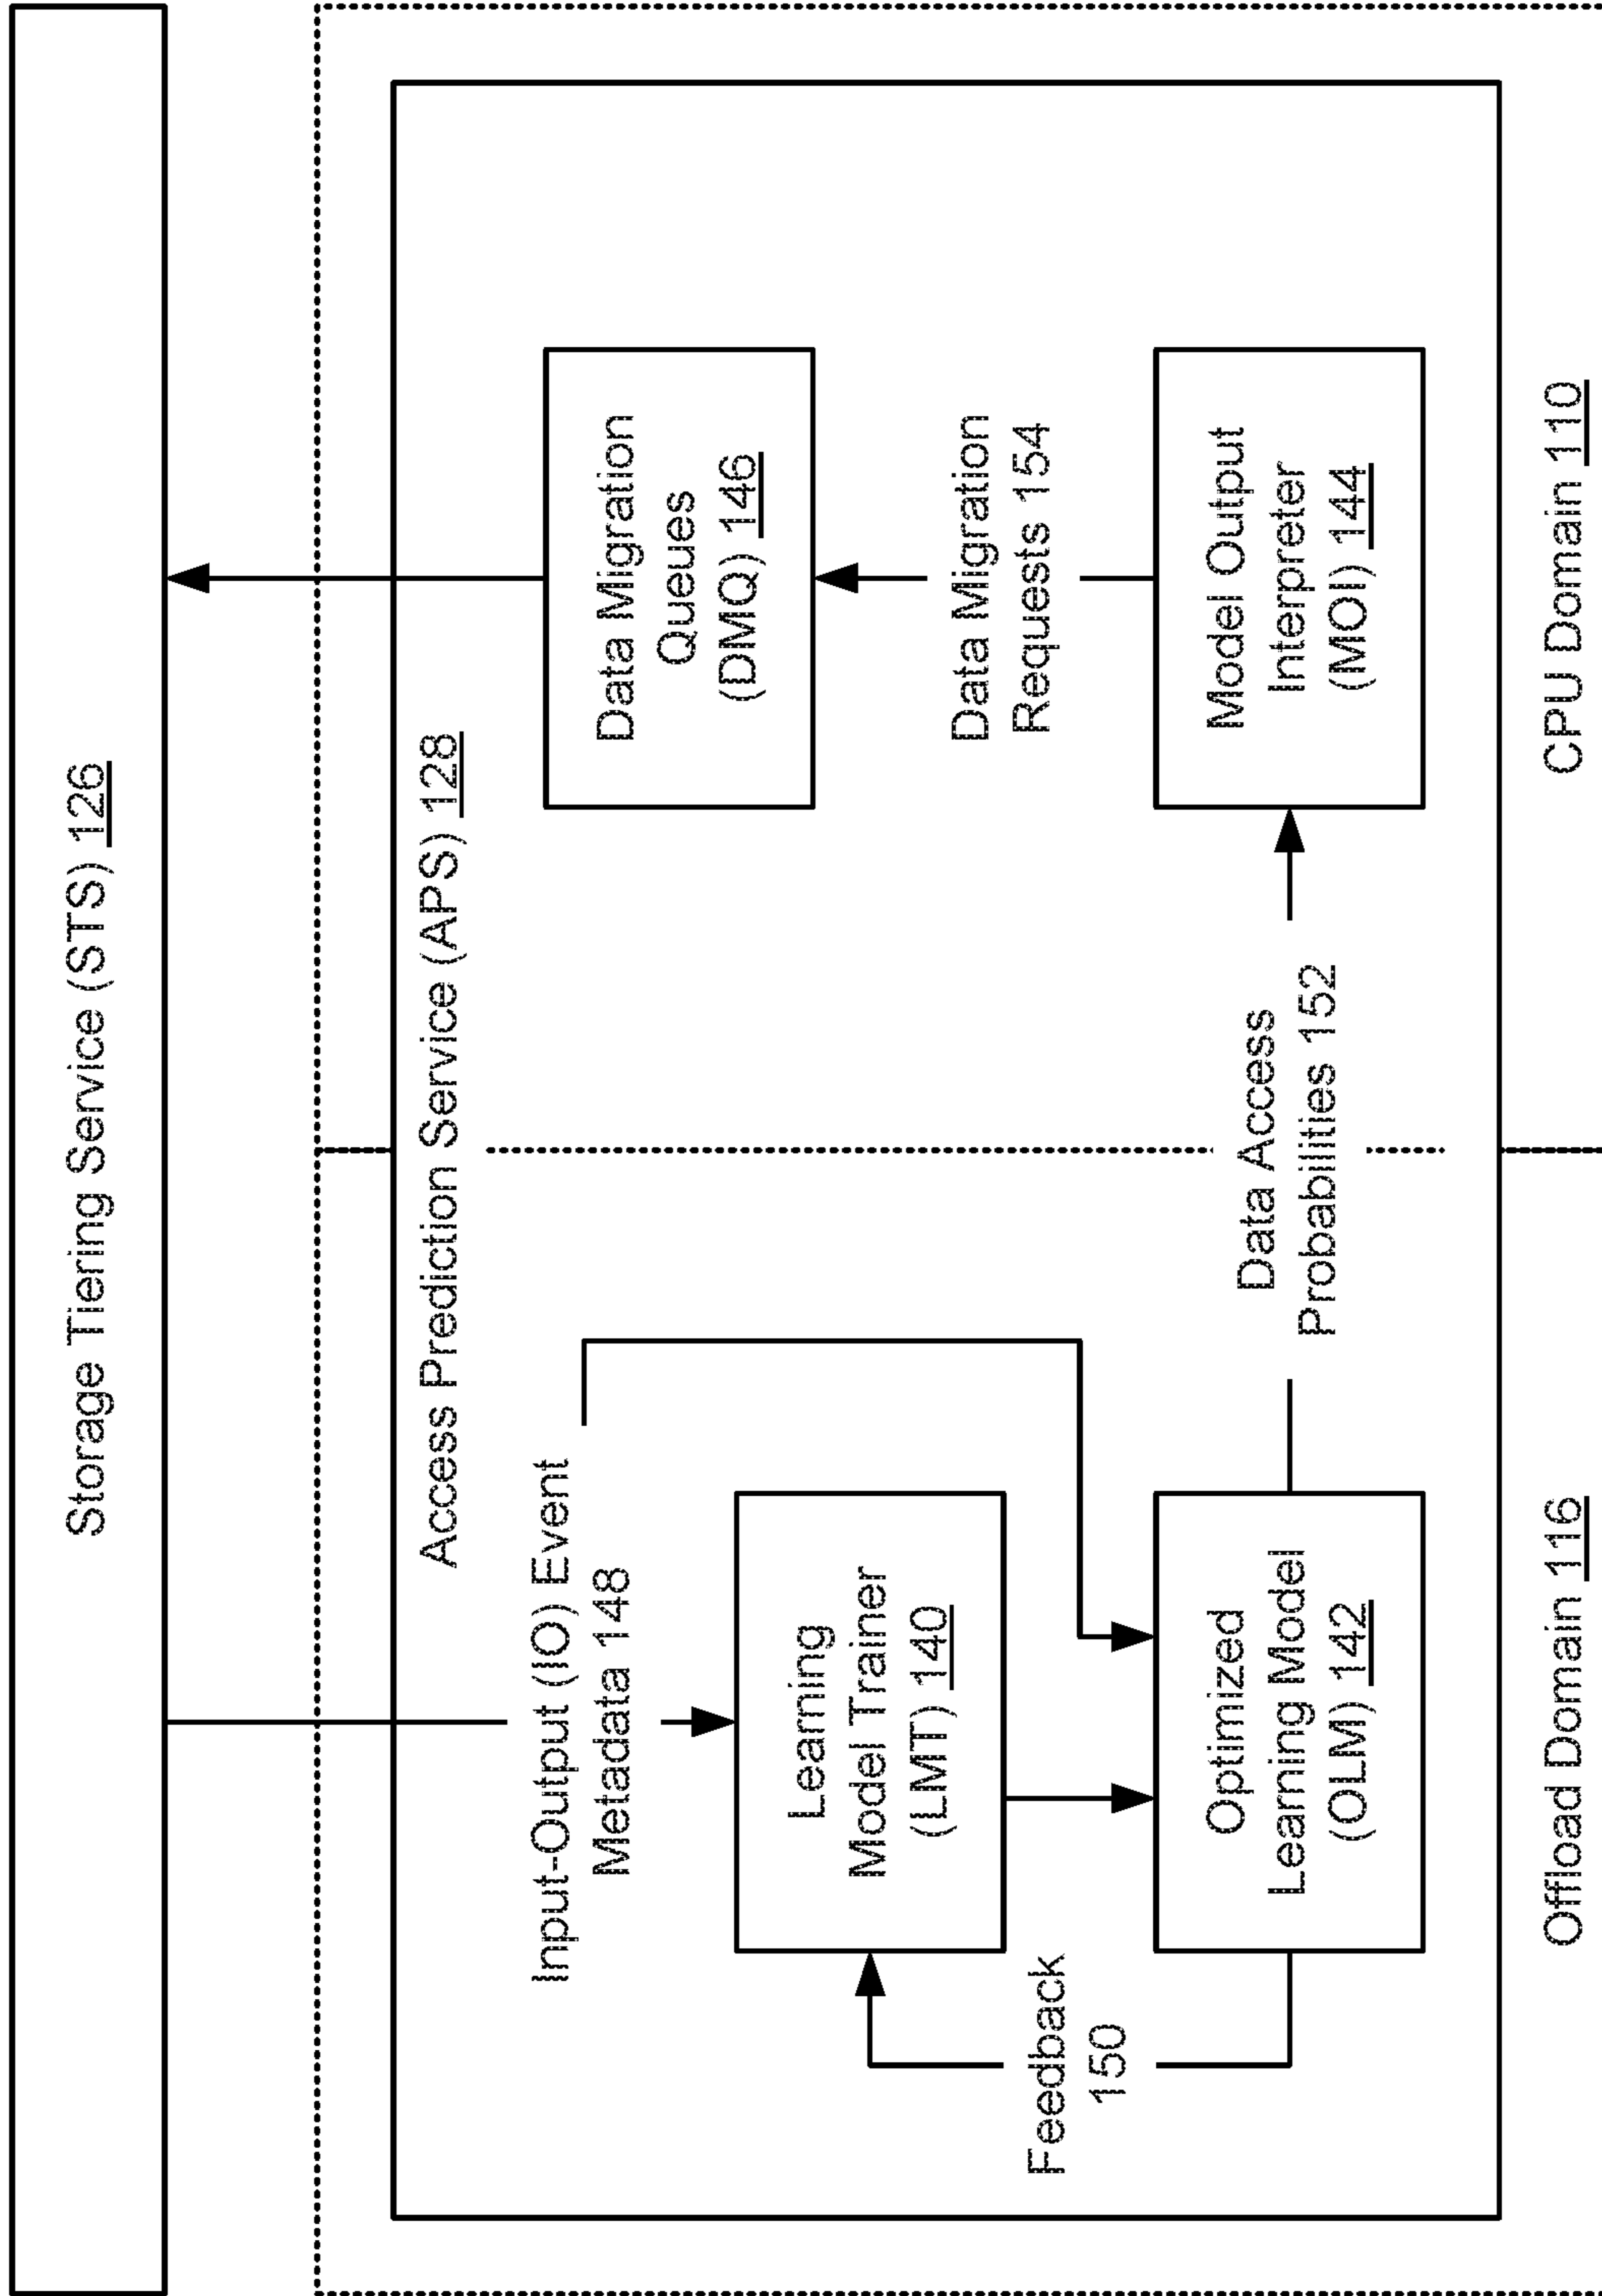 Storage Tiering Service (STS) 126
Access Prediction Service (APS) 128
Input-Output (IO) Event
Metadata 148
Learning
Model Trainer
(LMT) 140
Feedback
150
Optimized
Learning Model
(OLM) 142
Data Access
Probabilities 152
Data Migration
Queues
(DMQ) 146
Data Migration
Requests 154
Model Output
Interpreter
(MOI) 144
Offload Domain 116
CPU Domain 110